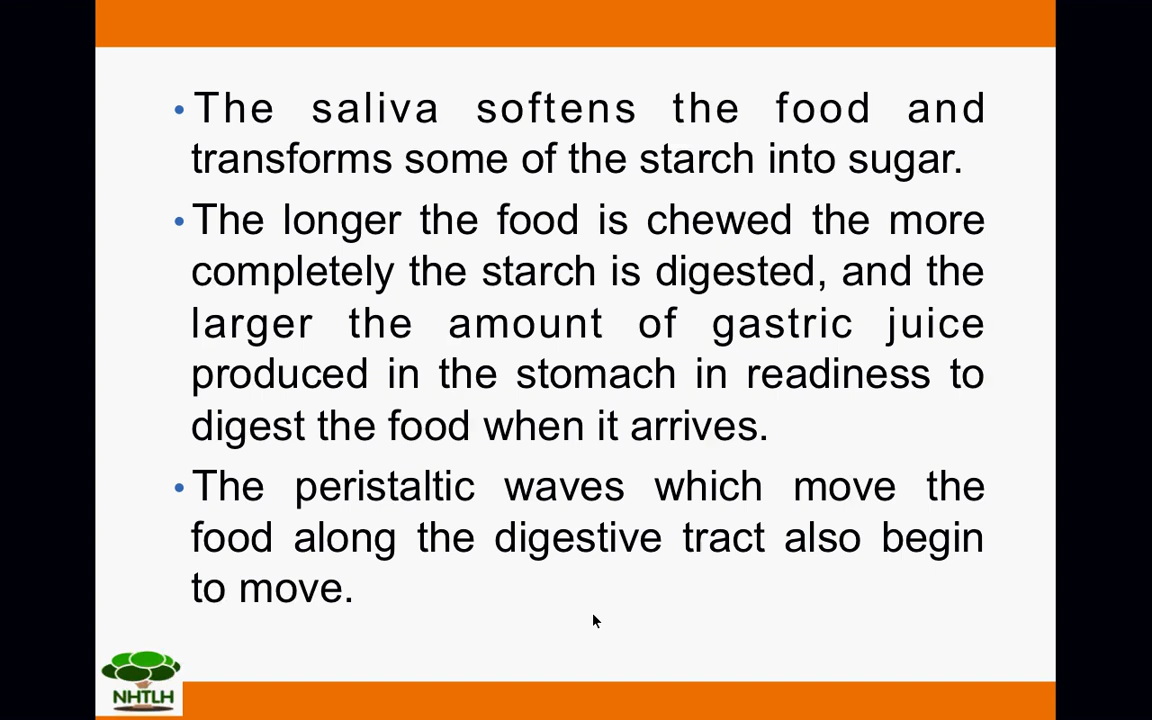 • The saliva softens the food and
transforms some of the starch into sugar.
• The longer the food is chewed the more
completely the starch is digested, and the
larger the amount of gastric juice
produced in the stomach in readiness to
digest the food when it arrives.
• The peristaltic waves which move the
food along the digestive tract also begin
to move.
NHTLH